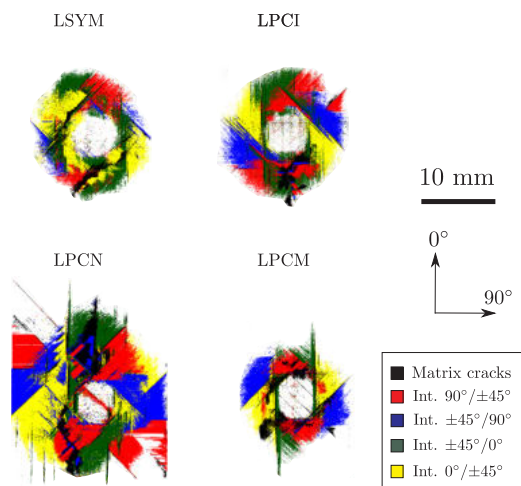 LSYM
LPCI
10 mm
0°
90°
LPCN
LPCM
Matrix cracks
Int. 90°/±45°
Int. ±45°/90°
Int. ±45°/0°
Int. 0°/±45°